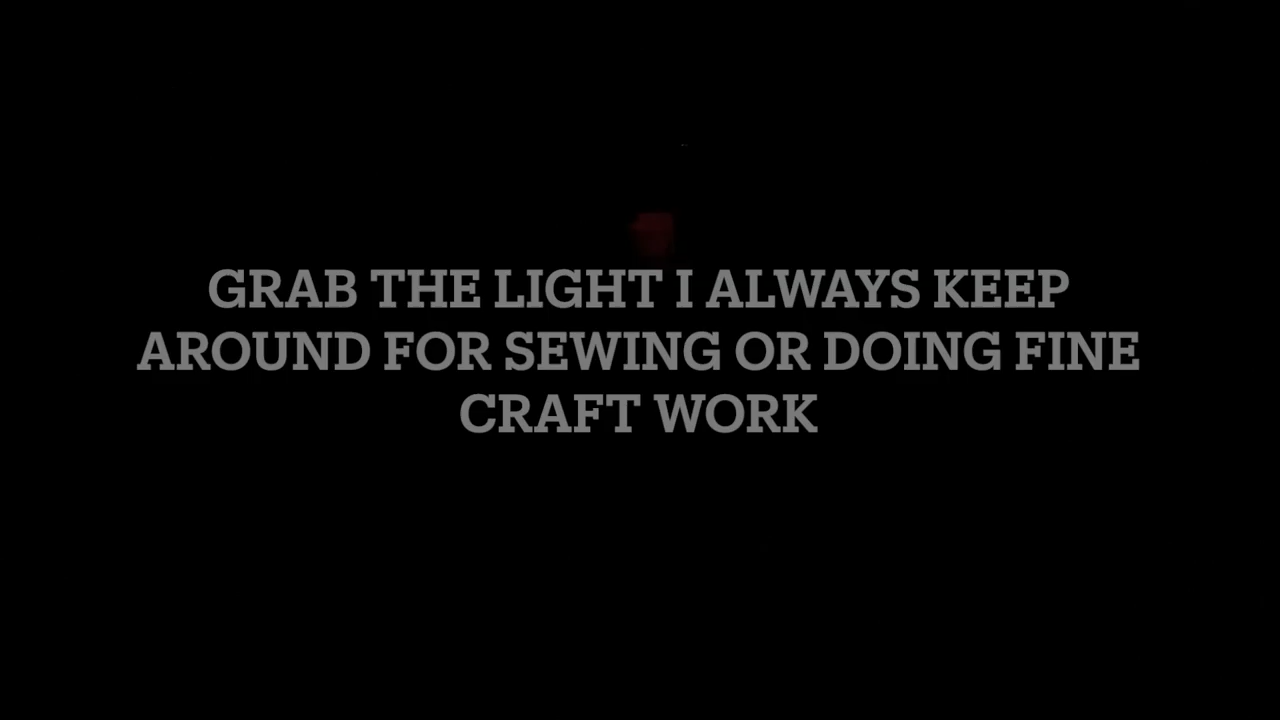 GRAB THE LIGHT I ALWAYS KEEP
AROUND FOR SEWING OR DOING FINE
CRAFT WORK